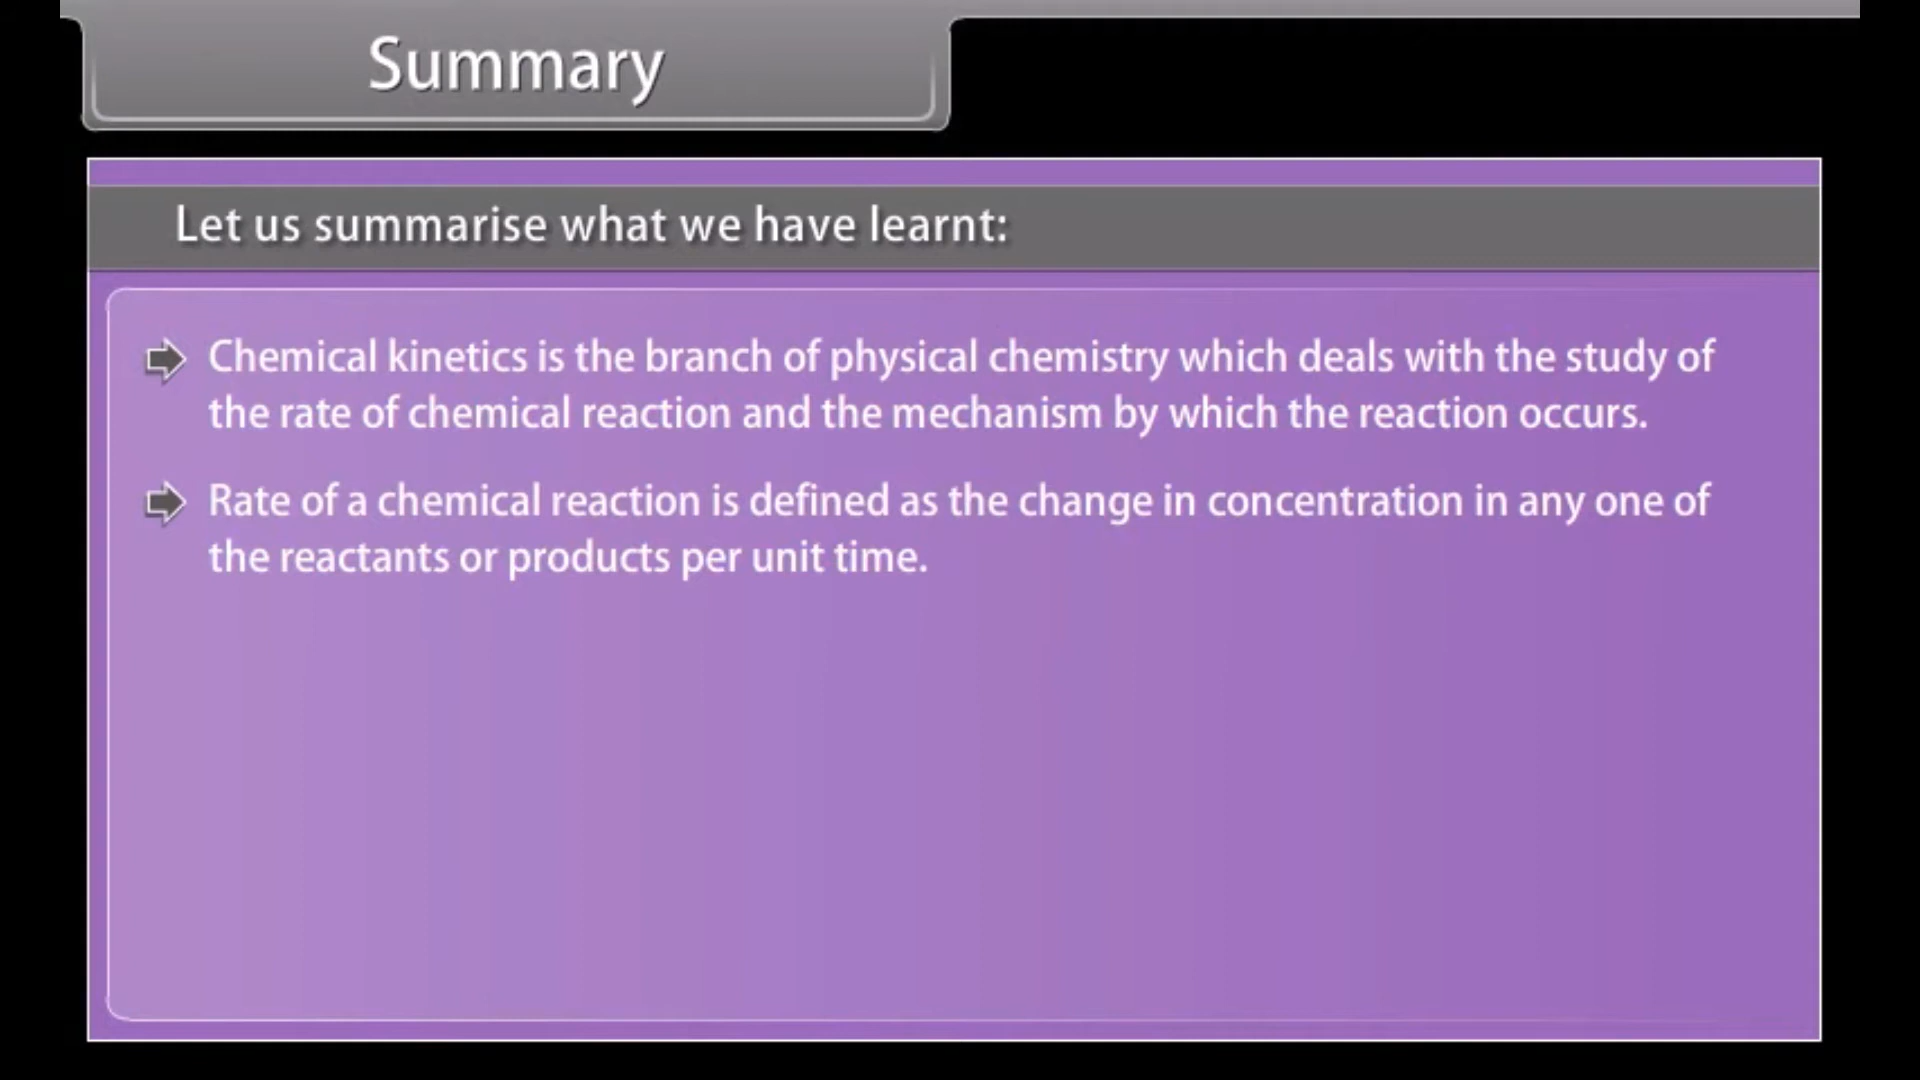 Summary
Let us summarise what we have learnt:
Chemical kinetics is the branch of physical chemistry which deals with the study of
the rate of chemical reaction and the mechanism by which the reaction occurs.
Rate of a chemical reaction is defined as the change in concentration in any one of
the reactants or products per unit time.